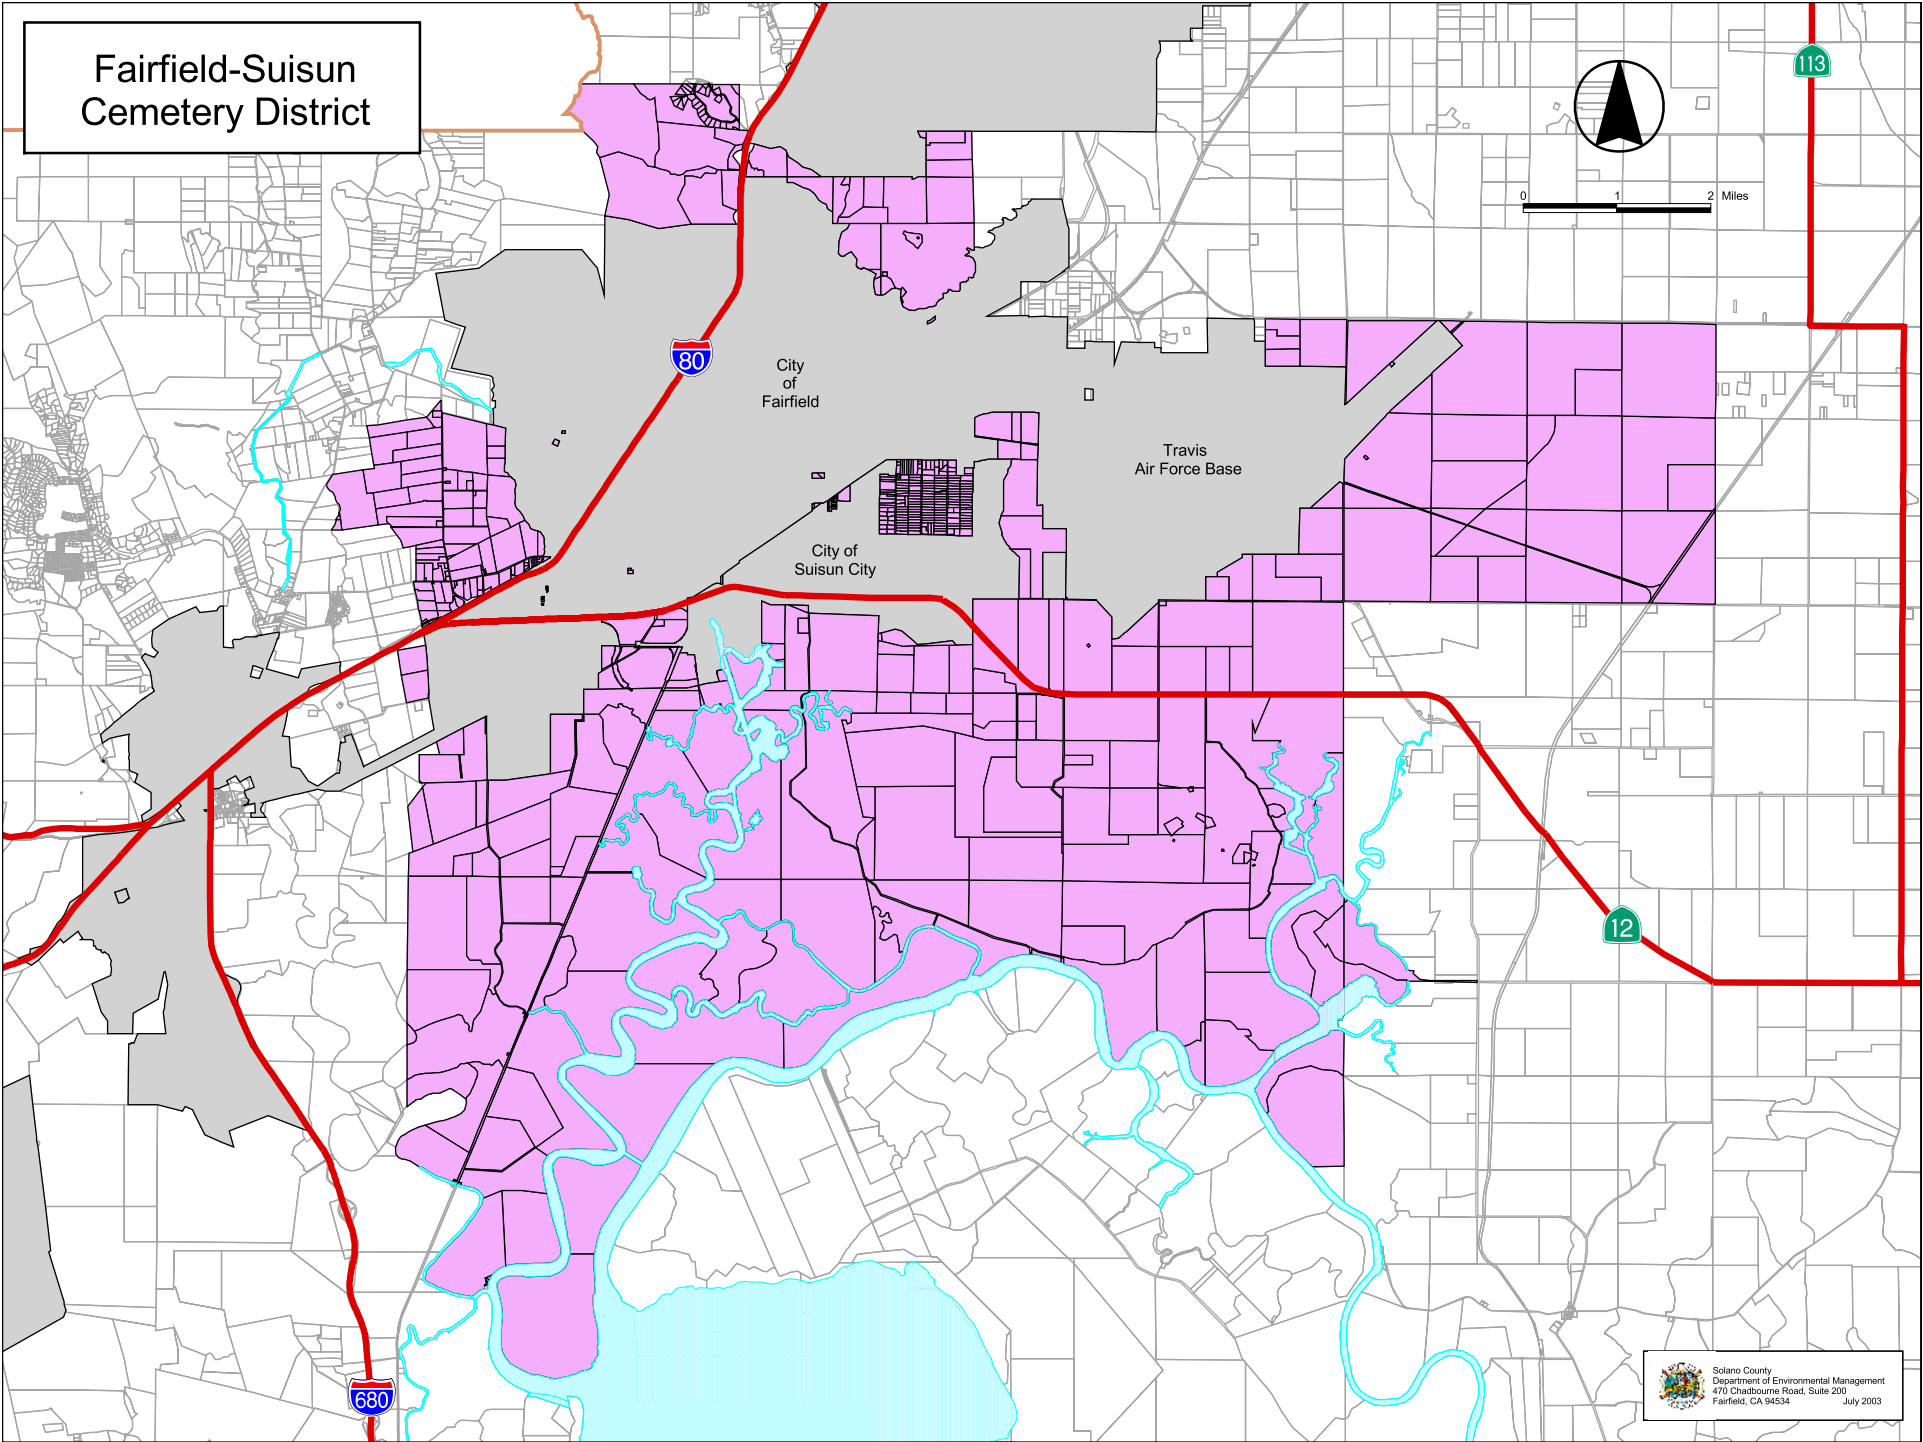 Fairfield-Suisun
Cemetery District
113
0 1 2 Miles
80
City
of
Fairfield
Travis
Air Force Base
City of
Suisun City
12
680
Solano County
Department of Environmental Management
470 Chadbourne Road, Suite 200
Fairfield, CA 94534 July 2003